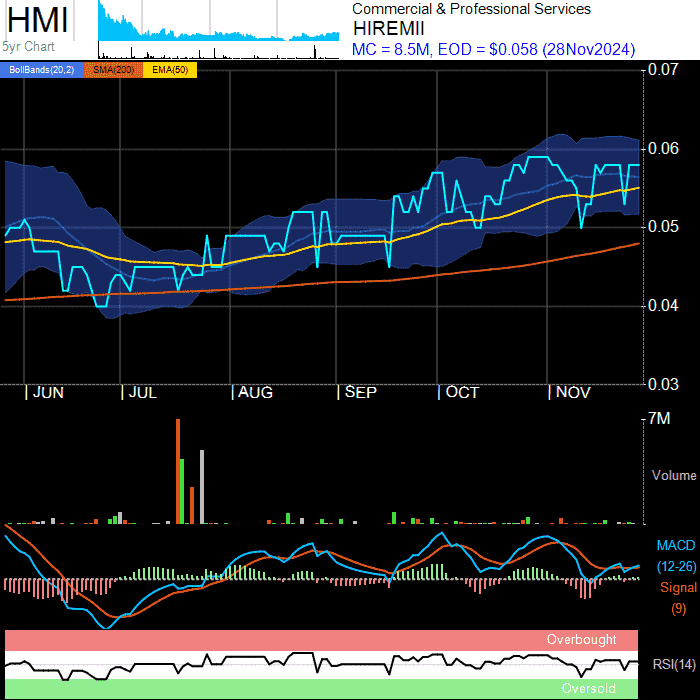 HMI
5yr Chart
Commercial & Professional Services
HIREMII
MC = 8.5M, EOD = $0.058 (28Nov2024)
BollBands(20,2) SMA(200) EMA(50)
0.07
0.06
0.05
0.04
0.03
JUN JUL AUG SEP OCT NOV
7M
Volume
MACD
(12-26)
Signal
(9)
Overbought
RSI(14)
Oversold